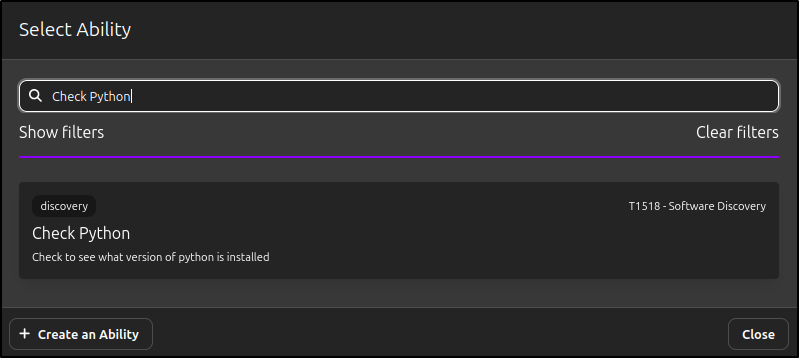 Select Ability
Check Python
Show filters
Clear filters
discovery
T1518 - Software Discovery
Check Python
Check to see what version of python is installed
+ Create an Ability
Close